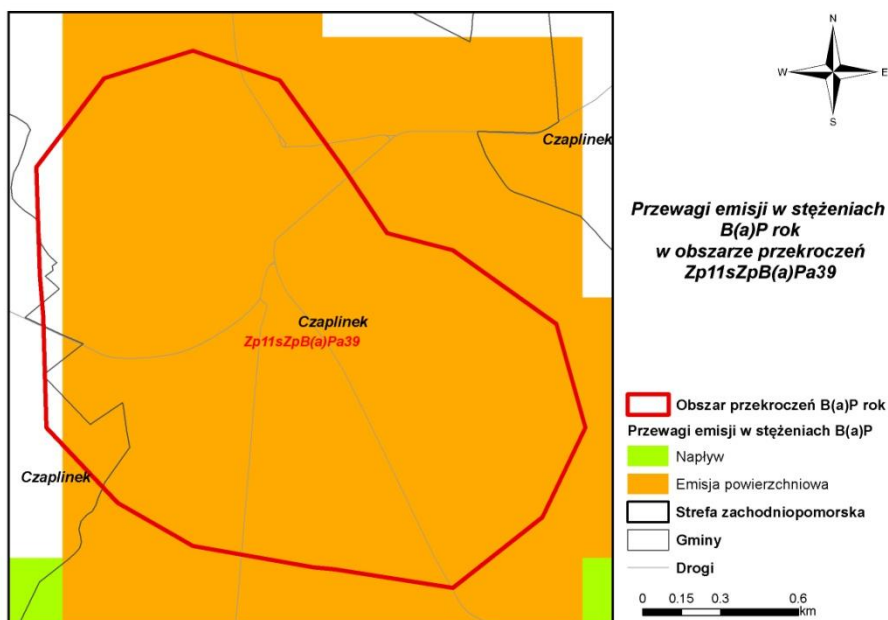 Czaplinek
Czaplinek
Zp11sZpB(a)Pa39
Czaplinek
N
W
E
S
Przewagi emisji w stężeniach
B(a)P rok
w obszarze przekroczeń
Zp11sZpB(a)Pa39
Obszar przekroczeń B(a)P rok
Przewagi emisji w stężeniach B(a)P
Napływ
Emisja powierzchniowa
Strefa zachodniopomorska
Gminy
Drogi
0 0.15 0.3 0.6
km